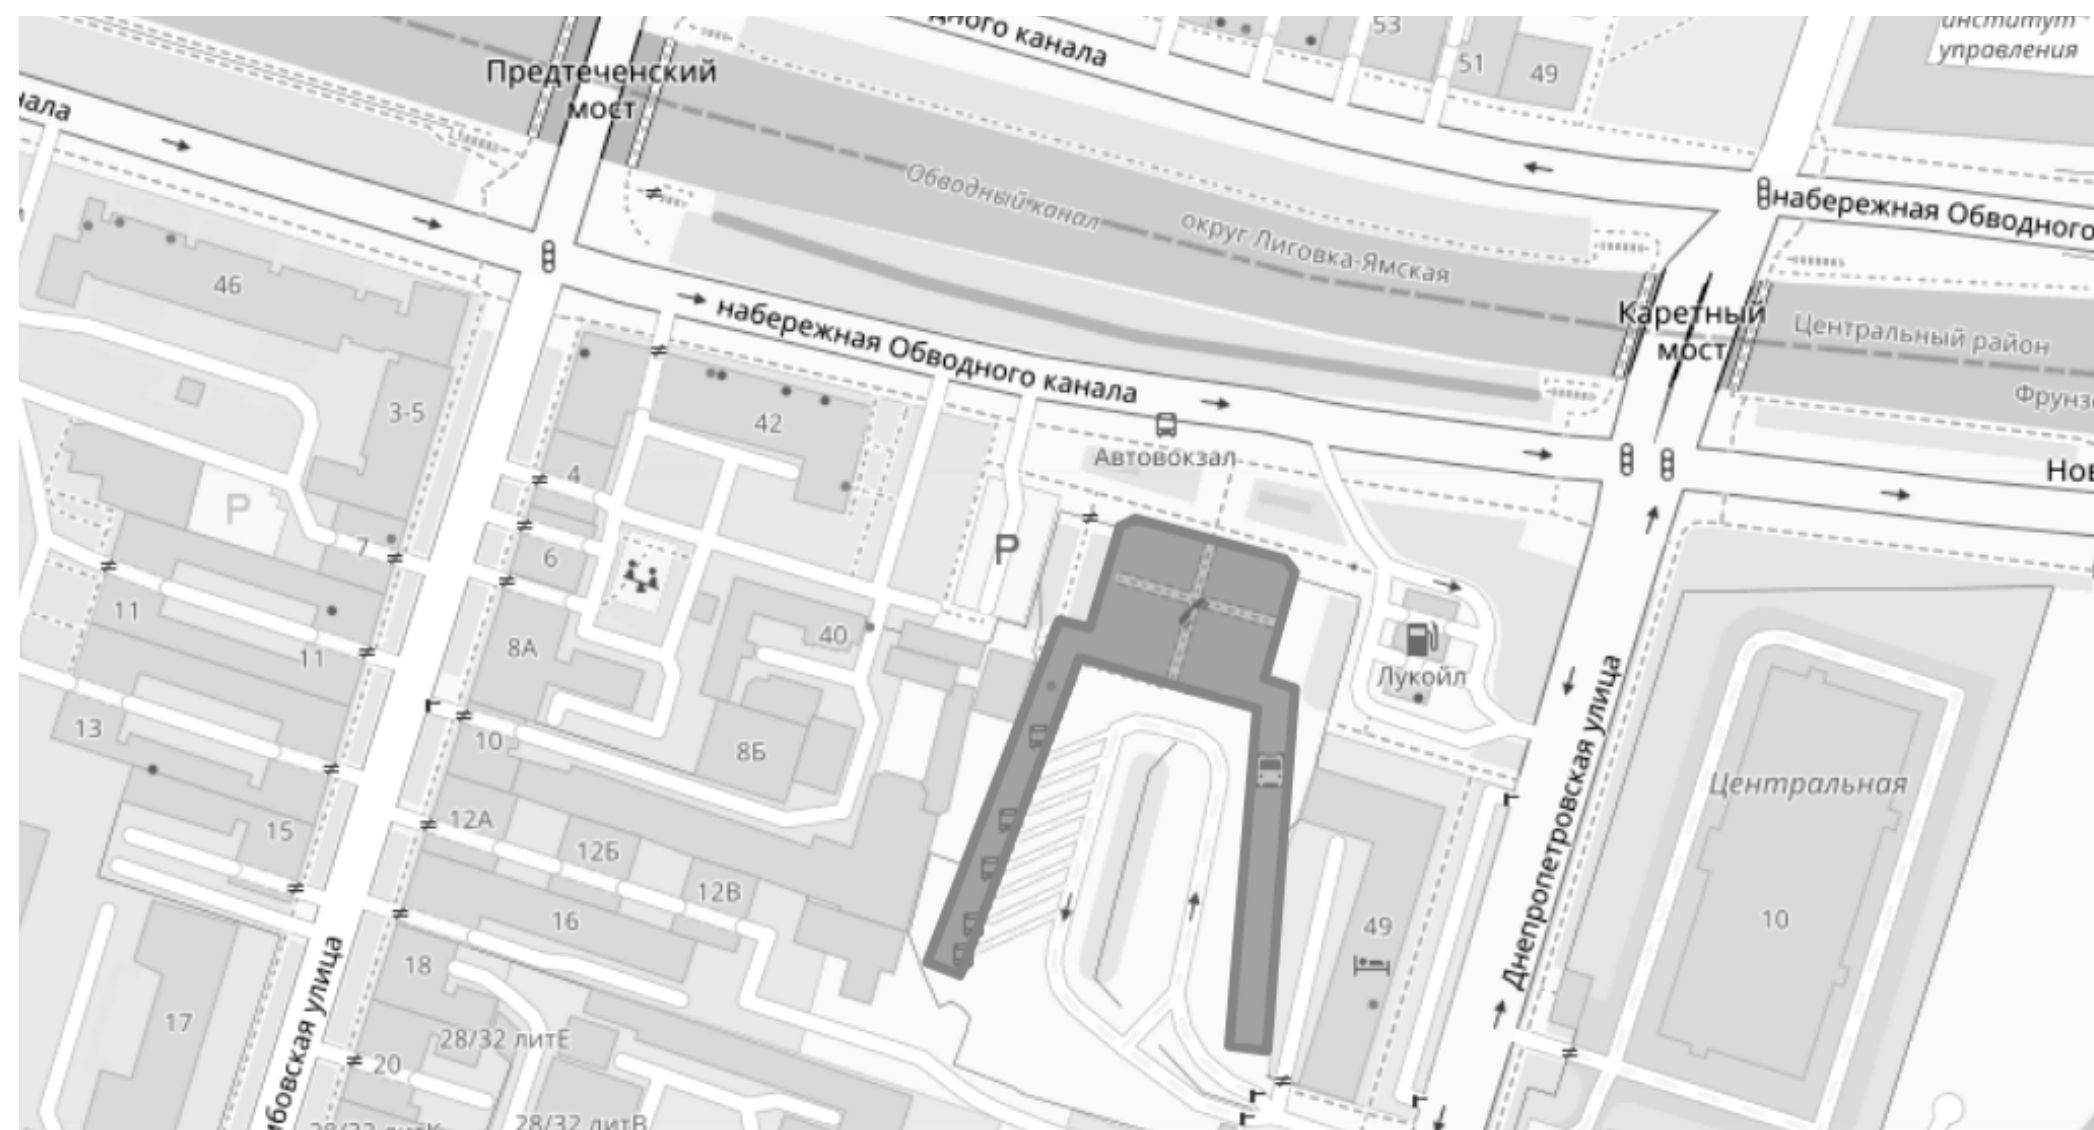 дного канала
53
51
49
институт
управления
Предтеченский
мост
нала
Обводный канал
округ Лиговка-Ямская
набережная Обводного
Каретный
мост
Центральный район
Фрунзе
46
набережная Обводного канала
3-5
42
Автовокзал
Нов
4
P
7
6
P
11
11
8А
40
Лукойл
13
10
8Б
Днепропетровская улица
Центральная
15
12А
12Б
12В
16
49
10
18
17
28/32 литЕ
20
бовская улица
28/32 литВ